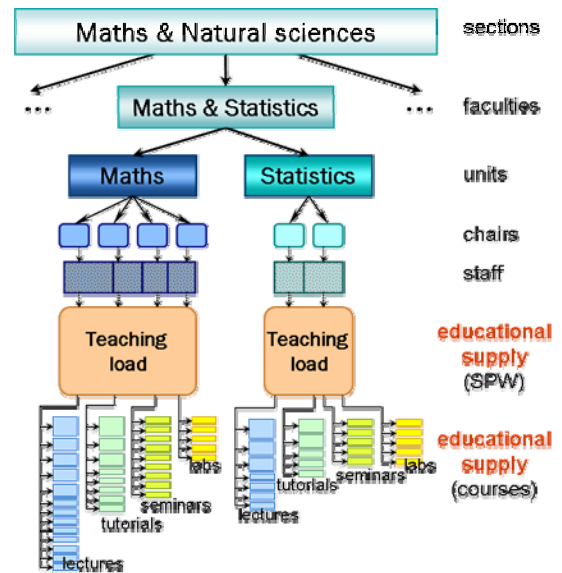 Maths & Natural sciences
sections
...
Maths & Statistics
...
faculties
Maths
Statistics
units
chairs
staff
Teaching
load
Teaching
load
educational
supply
(SPW)
labs
seminars
tutorials
lectures
labs
seminars
tutorials
lectures
educational
supply
(courses)